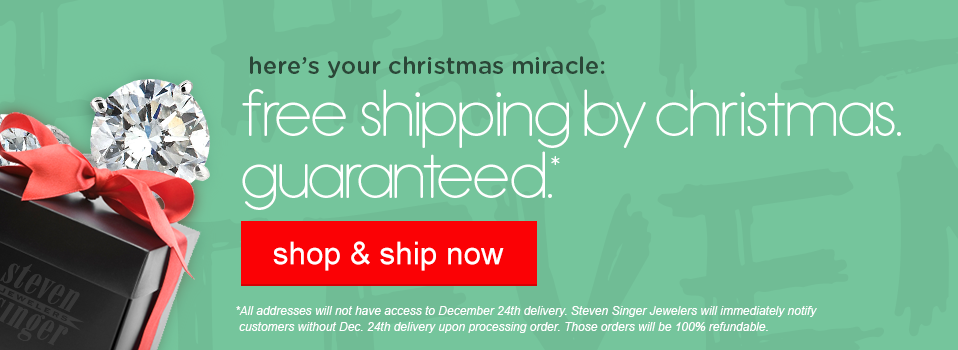 here's your christmas miracle:
free shipping by christmas.
guaranteed.*
shop & ship now
*All addresses will not have access to December 24th delivery. Steven Singer Jewelers will immediately notify
customers without Dec. 24th delivery upon processing order. Those orders will be 100% refundable.
steven
JEWELERS
singer